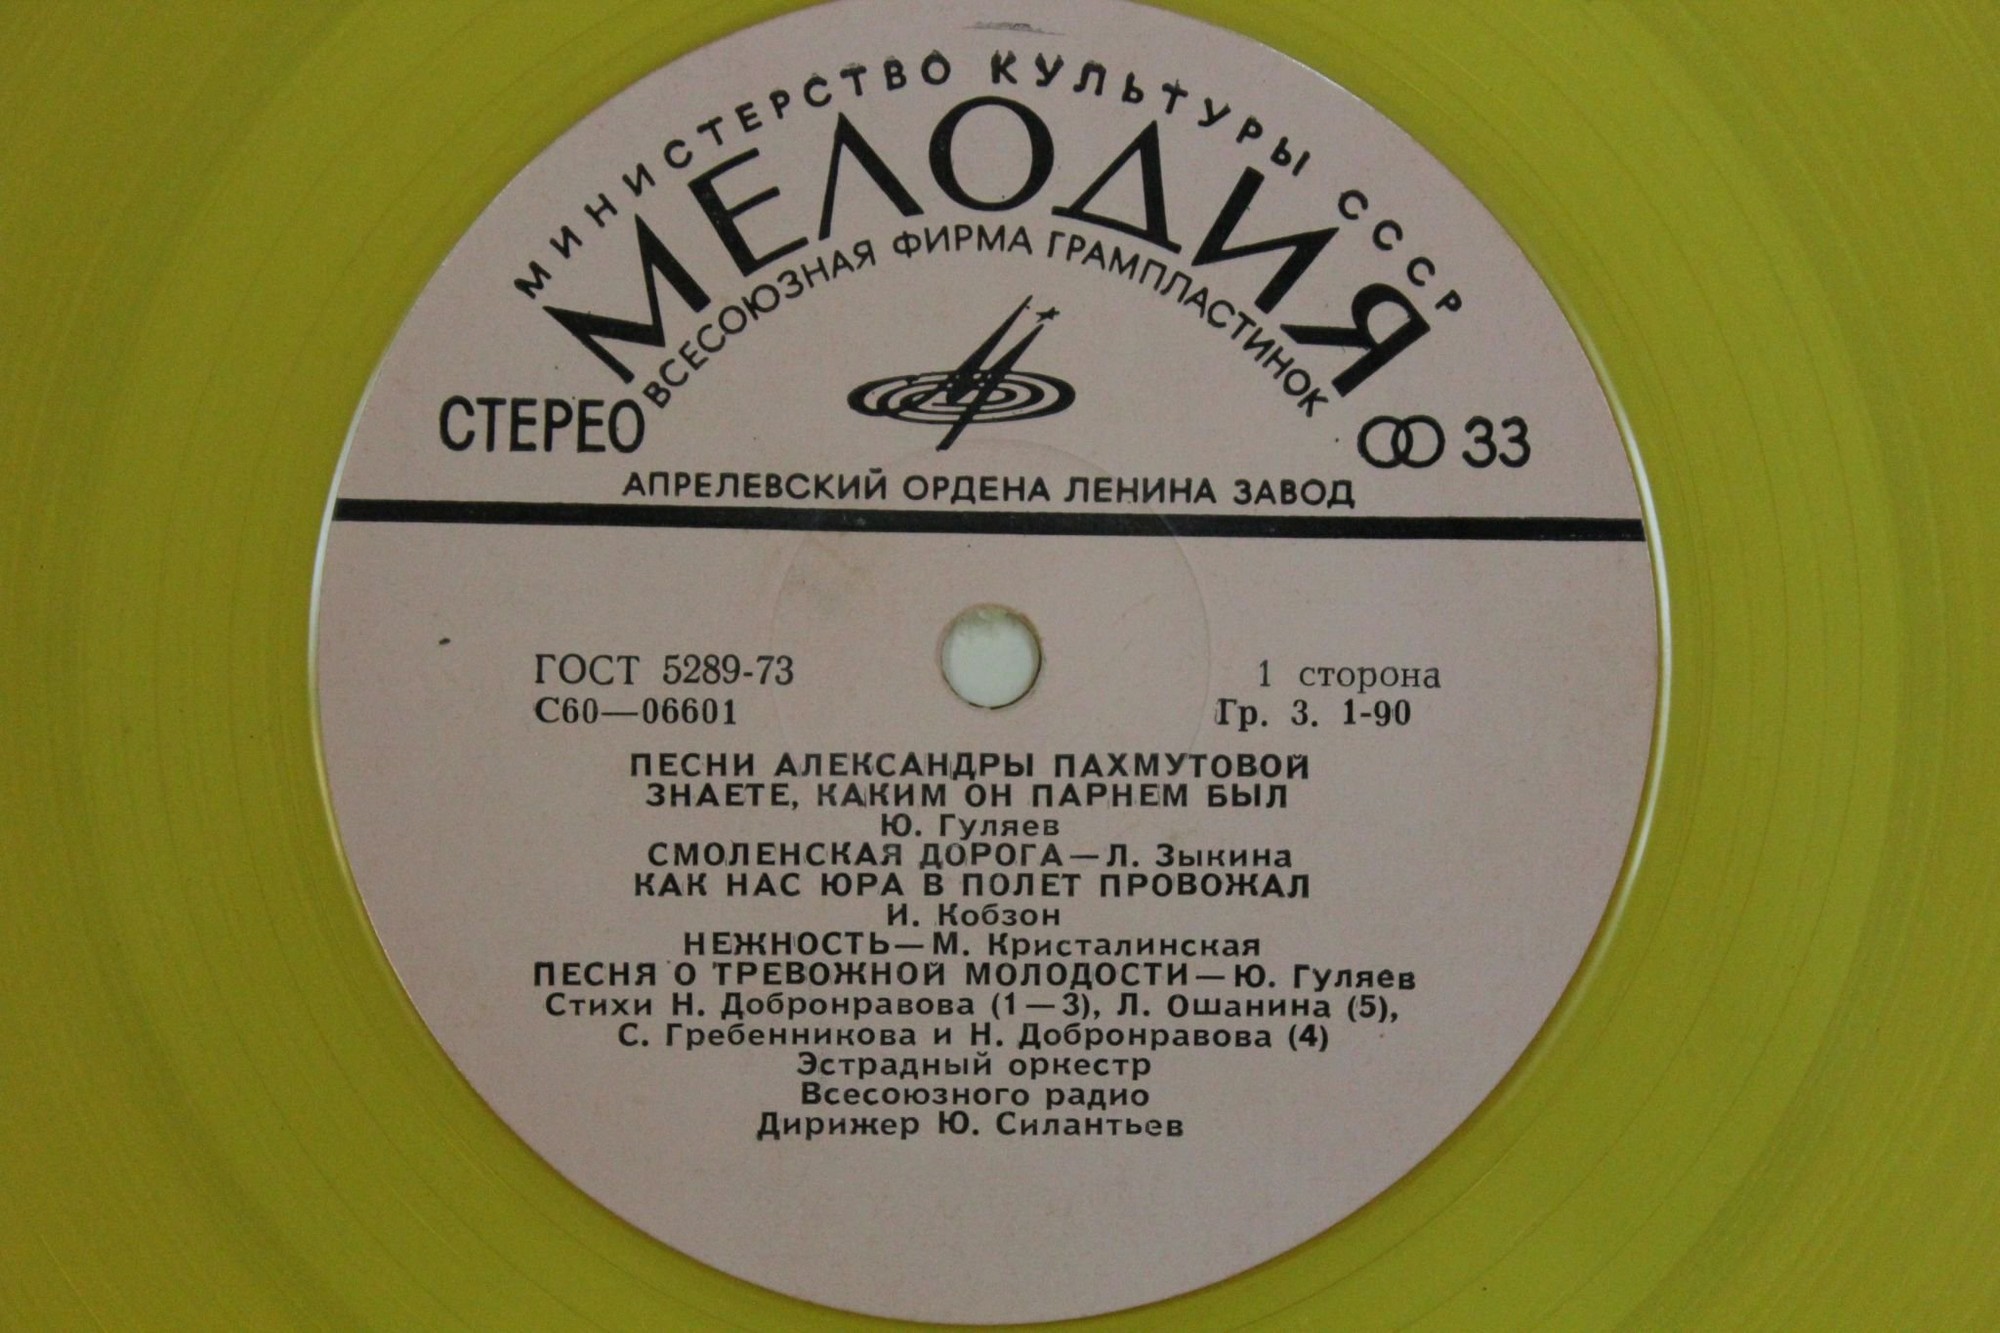 МИНИСТЕРСТВО КУЛЬТУРЫ СССР
МЕЛОДИЯ
ВСЕСОЮЗНАЯ ФИРМА ГРАМПЛАСТИНОК
СТЕРЕО
33
АПРЕЛЕВСКИЙ ОРДЕНА ЛЕНИНА ЗАВОД
ГОСТ 5289-73
1 сторона
С60—06601
Гр. 3. 1-90
ПЕСНИ АЛЕКСАНДРЫ ПАХМУТОВОЙ
ЗНАЕТЕ, КАКИМ ОН ПАРНЕМ БЫЛ
Ю. Гуляев
СМОЛЕНСКАЯ ДОРОГА—Л. Зыкина
КАК НАС ЮРА В ПОЛЕТ ПРОВОЖАЛ
И. Кобзон
НЕЖНОСТЬ—М. Кристалинская
ПЕСНЯ О ТРЕВОЖНОЙ МОЛОДОСТИ—Ю. Гуляев
Стихи Н. Добронравова (1—3), Л. Ошанина (5),
С. Гребенникова и Н. Добронравова (4)
Эстрадный оркестр
Всесоюзного радио
Дирижер Ю. Силантьев